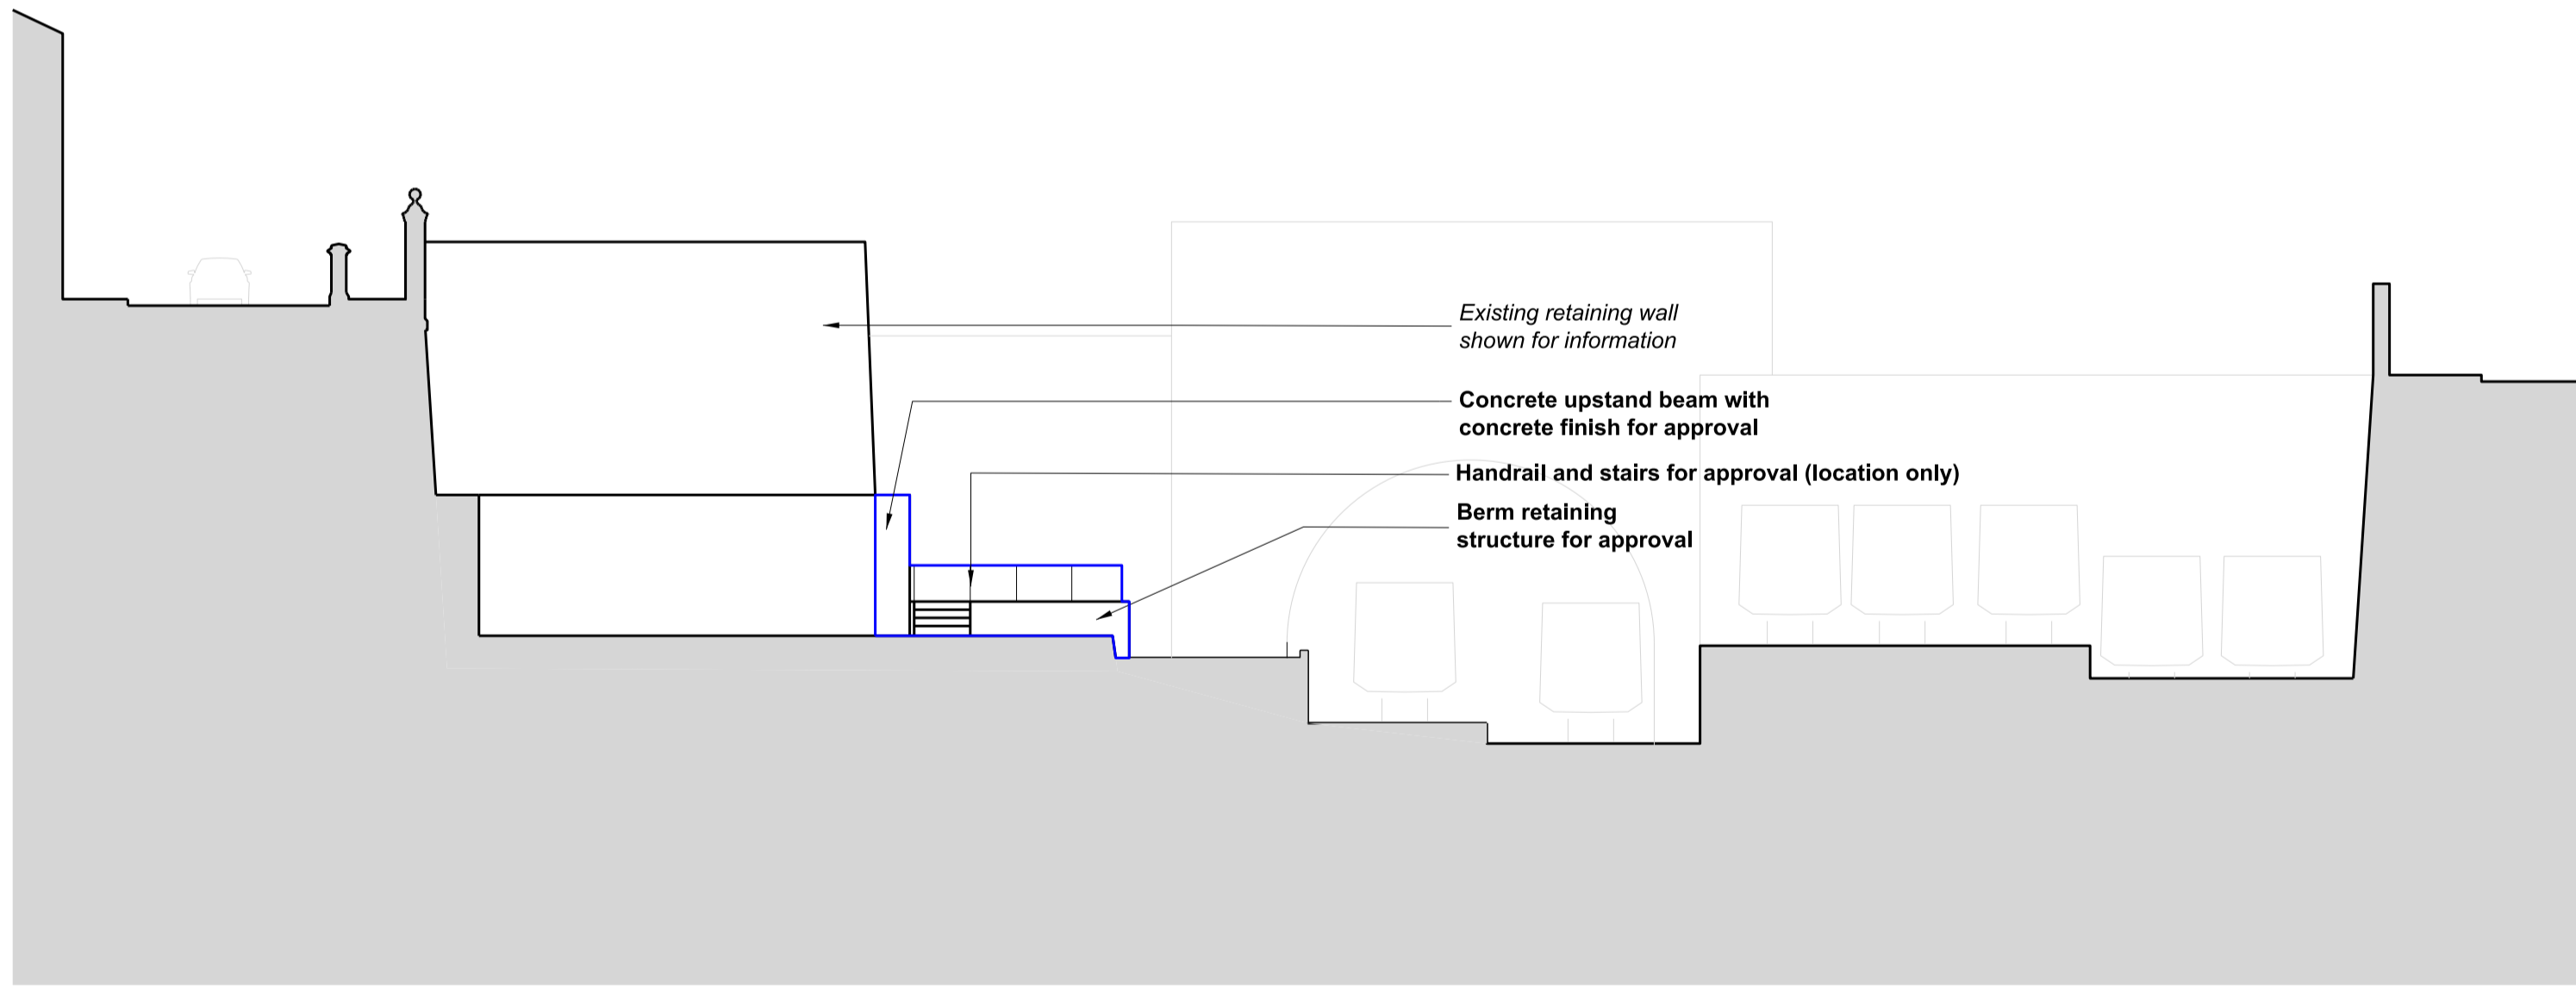 Existing retaining wall
shown for information
Concrete upstand beam with
concrete finish for approval
Handrail and stairs for approval (location only)
Berm retaining
structure for approval